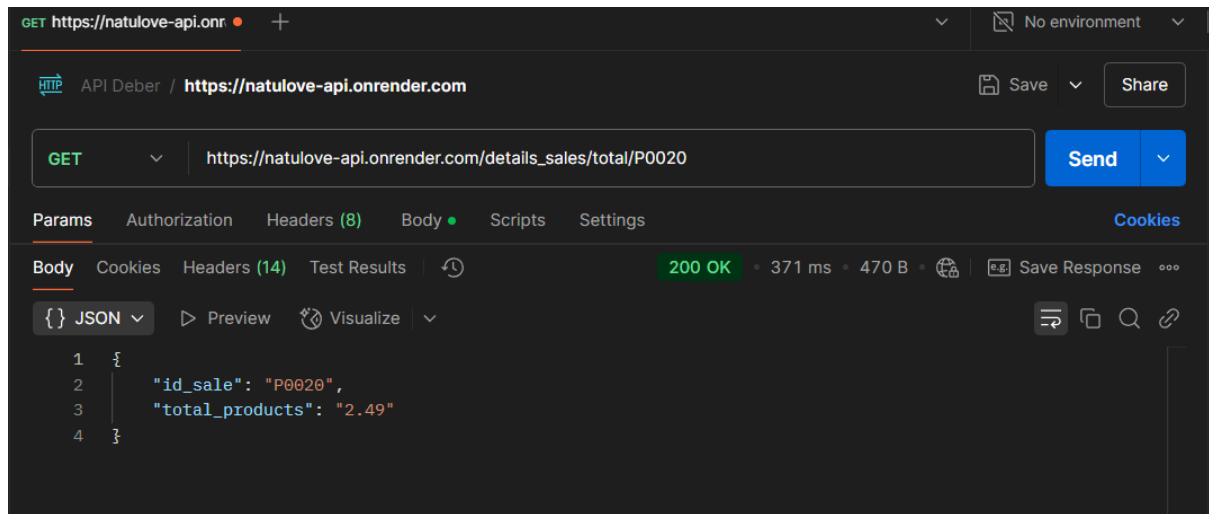 GET https://natulove-api.onr No environment
HTTP API Deber / https://natulove-api.onrender.com Save Share
GET https://natulove-api.onrender.com/details_sales/total/P0020 Send
Params Authorization Headers (8) Body Scripts Settings Cookies
Body Cookies Headers (14) Test Results 200 OK • 371 ms • 470 B • e.g. Save Response
{} JSON Preview Visualize
1 {
2 "id_sale": "P0020",
3 "total_products": "2.49"
4 }